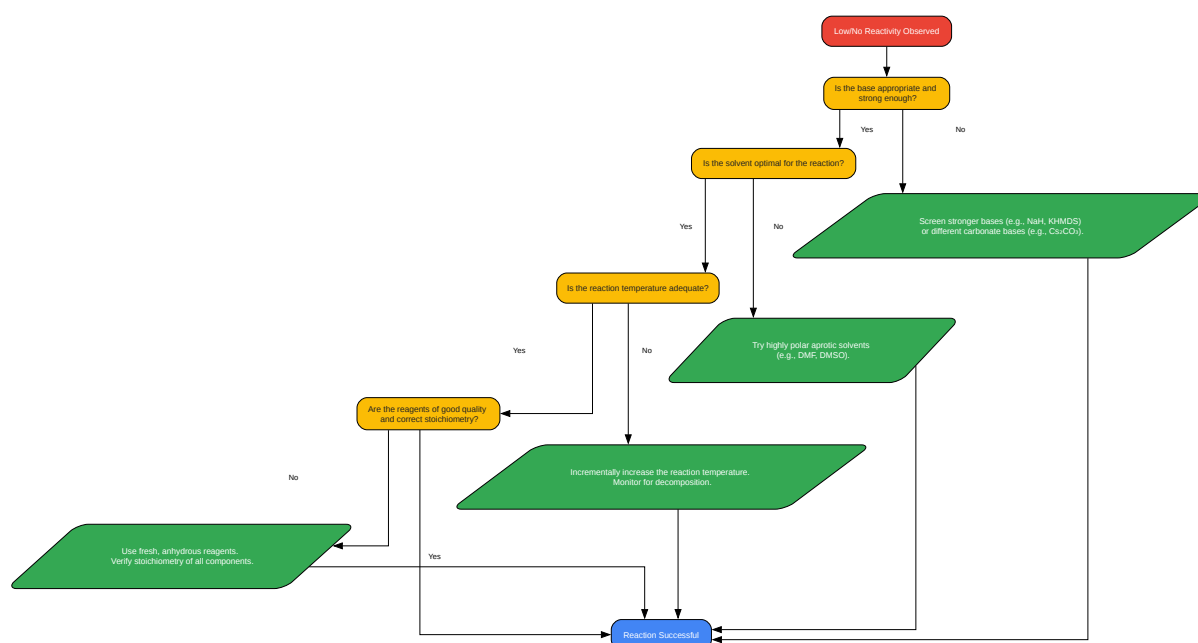 Low/No Reactivity Observed
Is the base appropriate and
strong enough?
Yes
No
Is the solvent optimal for the reaction?
Screen stronger bases (e.g., NaH, KHMDS)
or different carbonate bases (e.g., Cs₂CO₃).
Yes
No
Is the reaction temperature adequate?
Try highly polar aprotic solvents
(e.g., DMF, DMSO).
Yes
No
Are the reagents of good quality
and correct stoichiometry?
Incrementally increase the reaction temperature.
Monitor for decomposition.
No
Use fresh, anhydrous reagents.
Verify stoichiometry of all components.
Yes
Reaction Successful